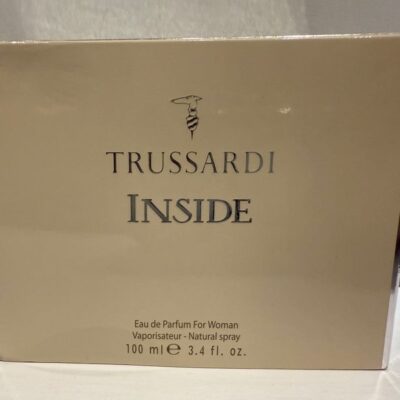 TRUSSARDI
INSIDE
Eau de Parfum For Woman
Vaporisateur - Natural spray
100 ml ℮ 3.4 fl. oz.